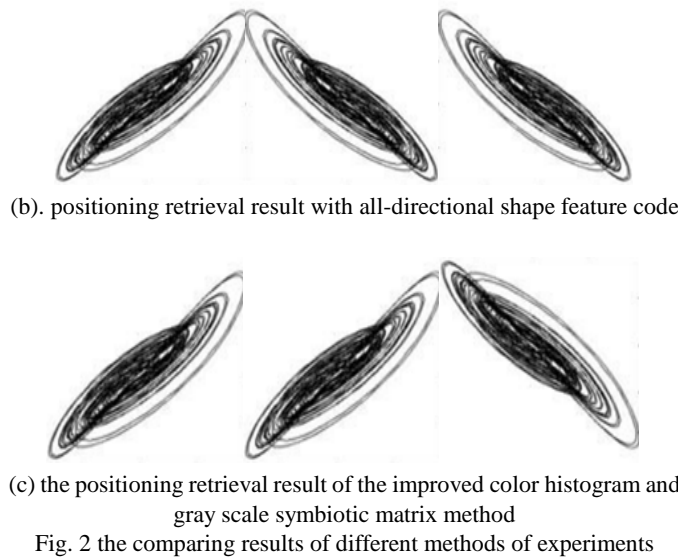 (b). positioning retrieval result with all-directional shape feature code
(c) the positioning retrieval result of the improved color histogram and
gray scale symbiotic matrix method
Fig. 2 the comparing results of different methods of experiments